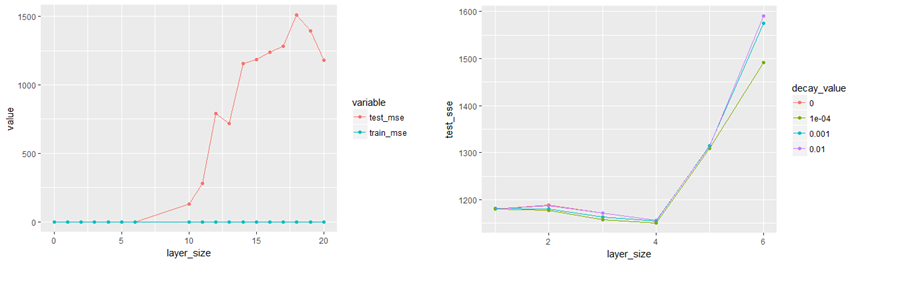 1500
1000
500
0
value
0
5
10
15
20
layer_size
variable
test_mse
train_mse
1600
1500
1400
1300
1200
test_sse
2
4
6
layer_size
decay_value
0
1e-04
0.001
0.01